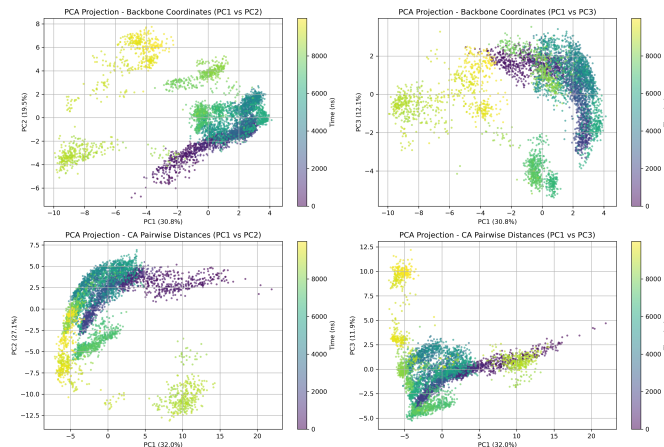 PCA Projection - Backbone Coordinates (PC1 vs PC2)
8
6
4
2
0
−2
−4
−6
PC2 (19.5%)
−10 −8 −6 −4 −2 0 2 4
PC1 (30.8%)
8000
6000
4000
2000
0
Time (ns)
PCA Projection - Backbone Coordinates (PC1 vs PC3)
2
0
−2
−4
PC3 (12.1%)
−10 −8 −6 −4 −2 0 2 4
PC1 (30.8%)
8000
6000
4000
2000
0
PCA Projection - CA Pairwise Distances (PC1 vs PC2)
7.5
5.0
2.5
0.0
−2.5
−5.0
−7.5
−10.0
−12.5
PC2 (27.1%)
−5 0 5 10 15 20
PC1 (32.0%)
8000
6000
4000
2000
0
Time (ns)
PCA Projection - CA Pairwise Distances (PC1 vs PC3)
12.5
10.0
7.5
5.0
2.5
0.0
−2.5
−5.0
PC3 (11.9%)
−5 0 5 10 15 20
PC1 (32.0%)
8000
6000
4000
2000
0